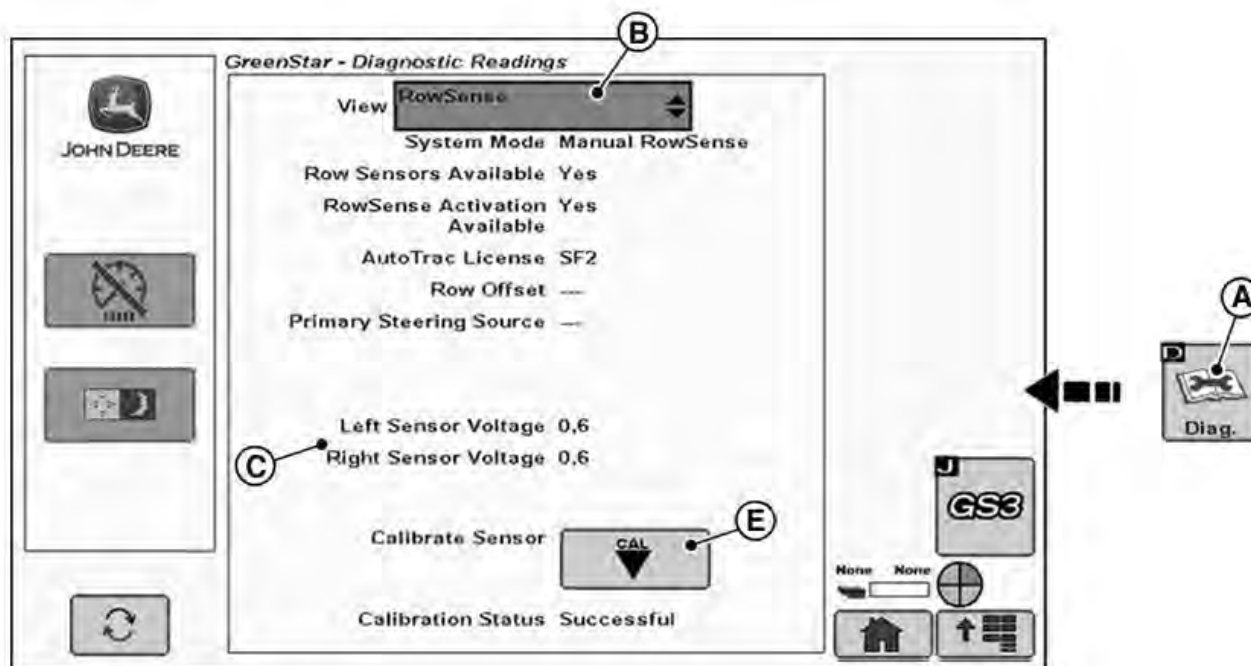 B
GreenStar - Diagnostic Readings
JOHN DEERE
View RowSense
System Mode Manual RowSense
Row Sensors Available Yes
RowSense Activation Available Yes
AutoTrac License SF2
Row Offset ---
Primary Steering Source ---
A
D
Diag.
Left Sensor Voltage 0,6
C
Right Sensor Voltage 0,6
J
GS3
E
Calibrate Sensor CAL
None None
Calibration Status Successful